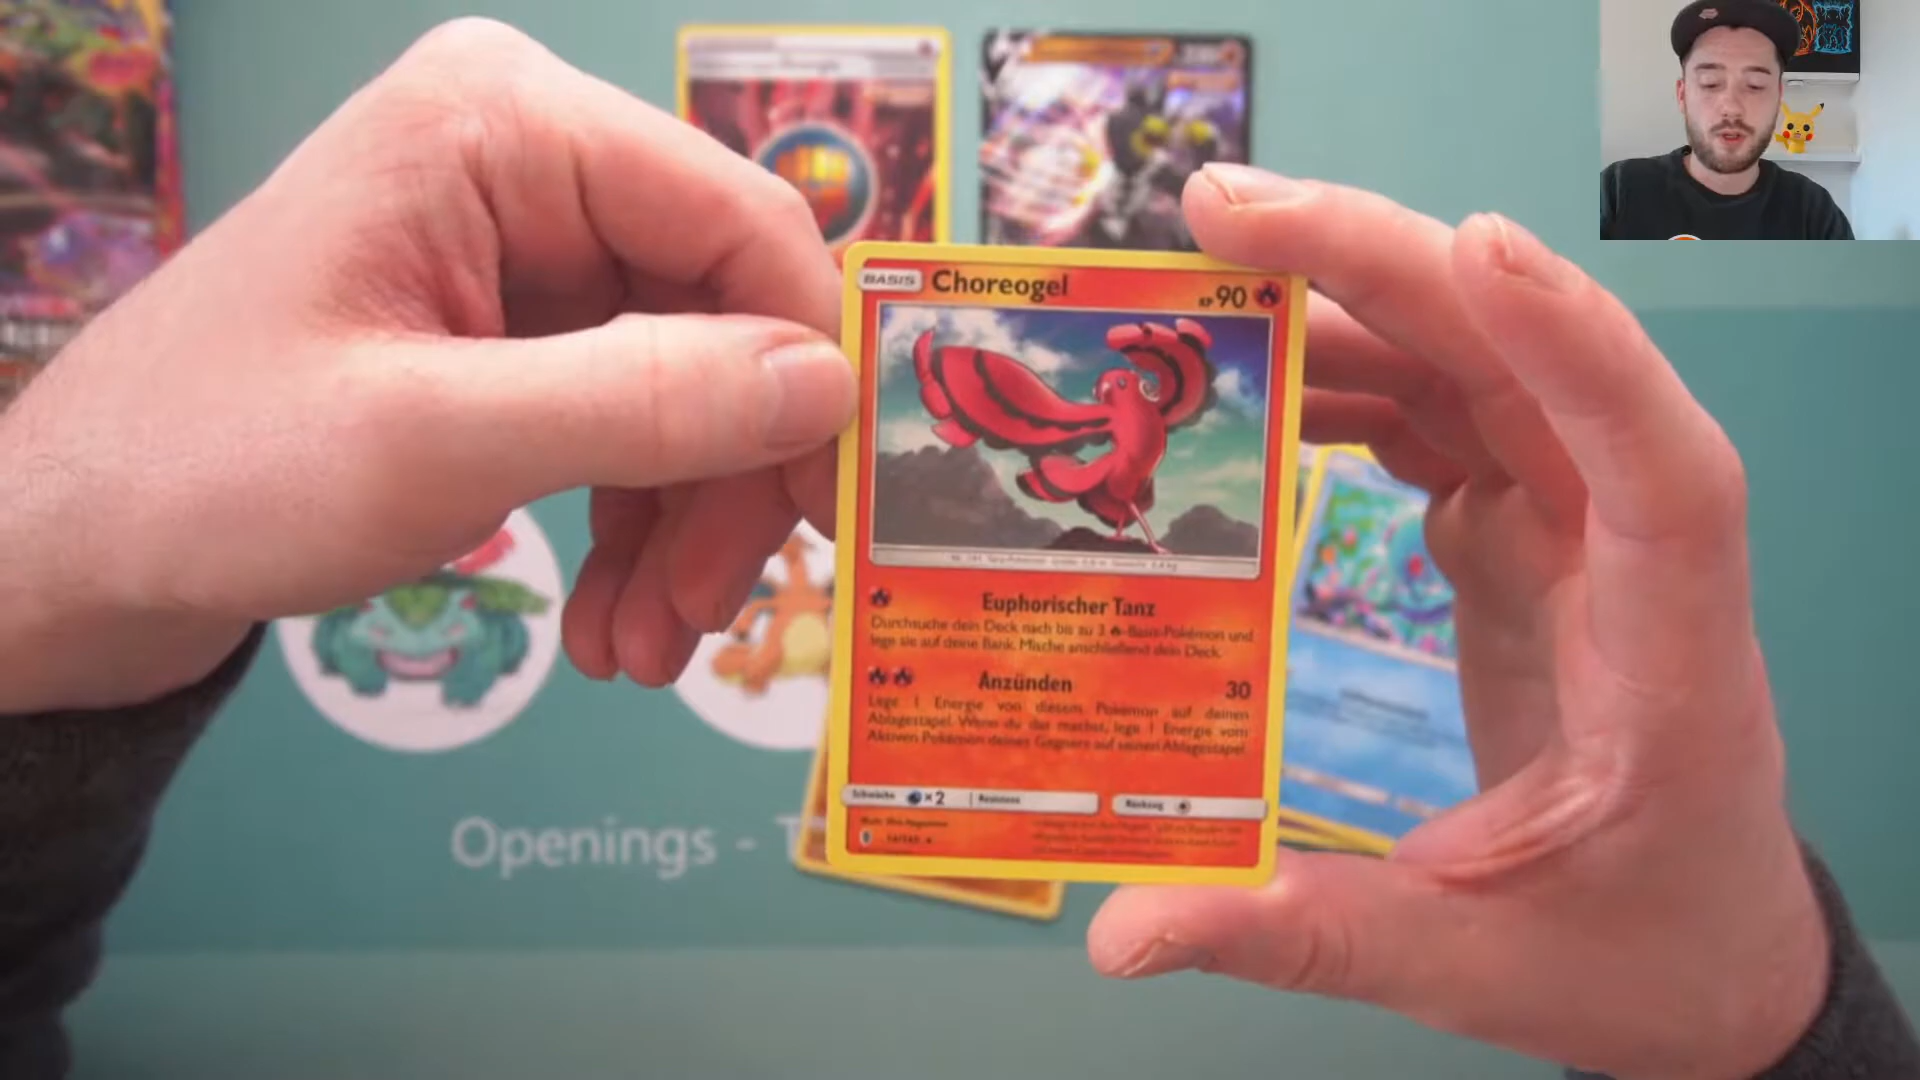 BASIS Choreogel KP 90
Euphorischer Tanz
Durchsuche dein Deck nach bis zu 3 -Basis-Pokémon und
lege sie auf deine Bank. Mische anschließend dein Deck.
Anzünden 30
Lege 1 Energie von diesem Pokémon auf deinen
Ablagestapel. Wenn du das machst, lege 1 Energie vom
Aktiven Pokémon deines Gegners auf seinen Ablagestapel.
Schwäche ×2 Resistenz Rückzug
14/145
Openings - T